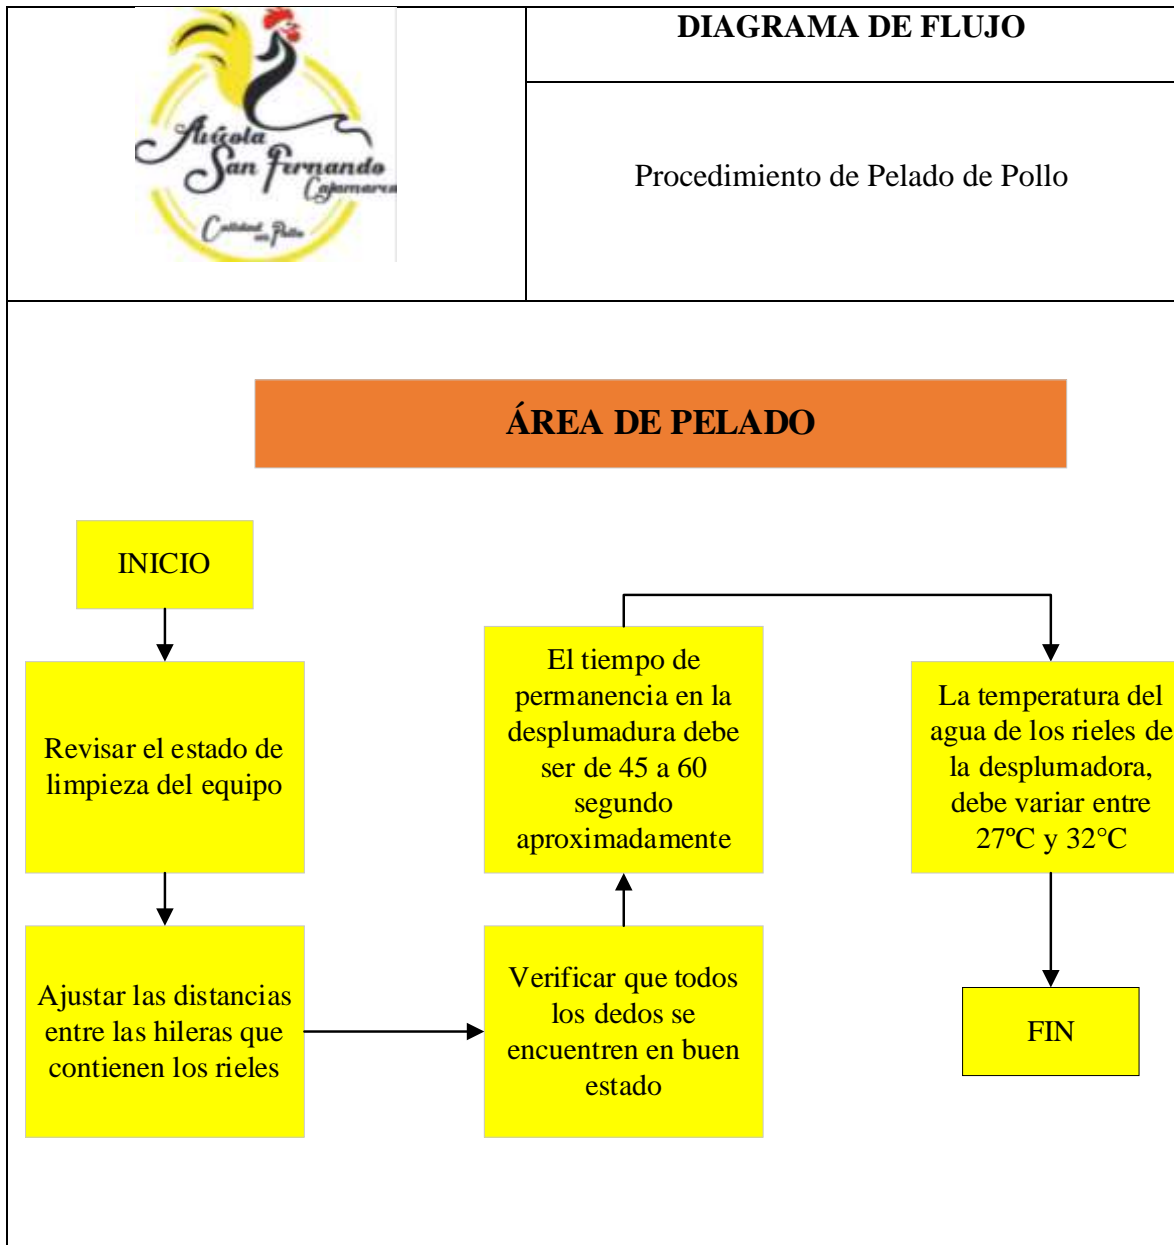 Avícola
San Fernando
Cajamarca
Calidad en Pollo
DIAGRAMA DE FLUJO
Procedimiento de Pelado de Pollo
ÁREA DE PELADO
INICIO
Revisar el estado de
limpieza del equipo
Ajustar las distancias
entre las hileras que
contienen los rieles
Verificar que todos
los dedos se
encuentren en buen
estado
El tiempo de
permanencia en la
desplumadura debe
ser de 45 a 60
segundo
aproximadamente
La temperatura del
agua de los rieles de
la desplumadora,
debe variar entre
27ºC y 32°C
FIN